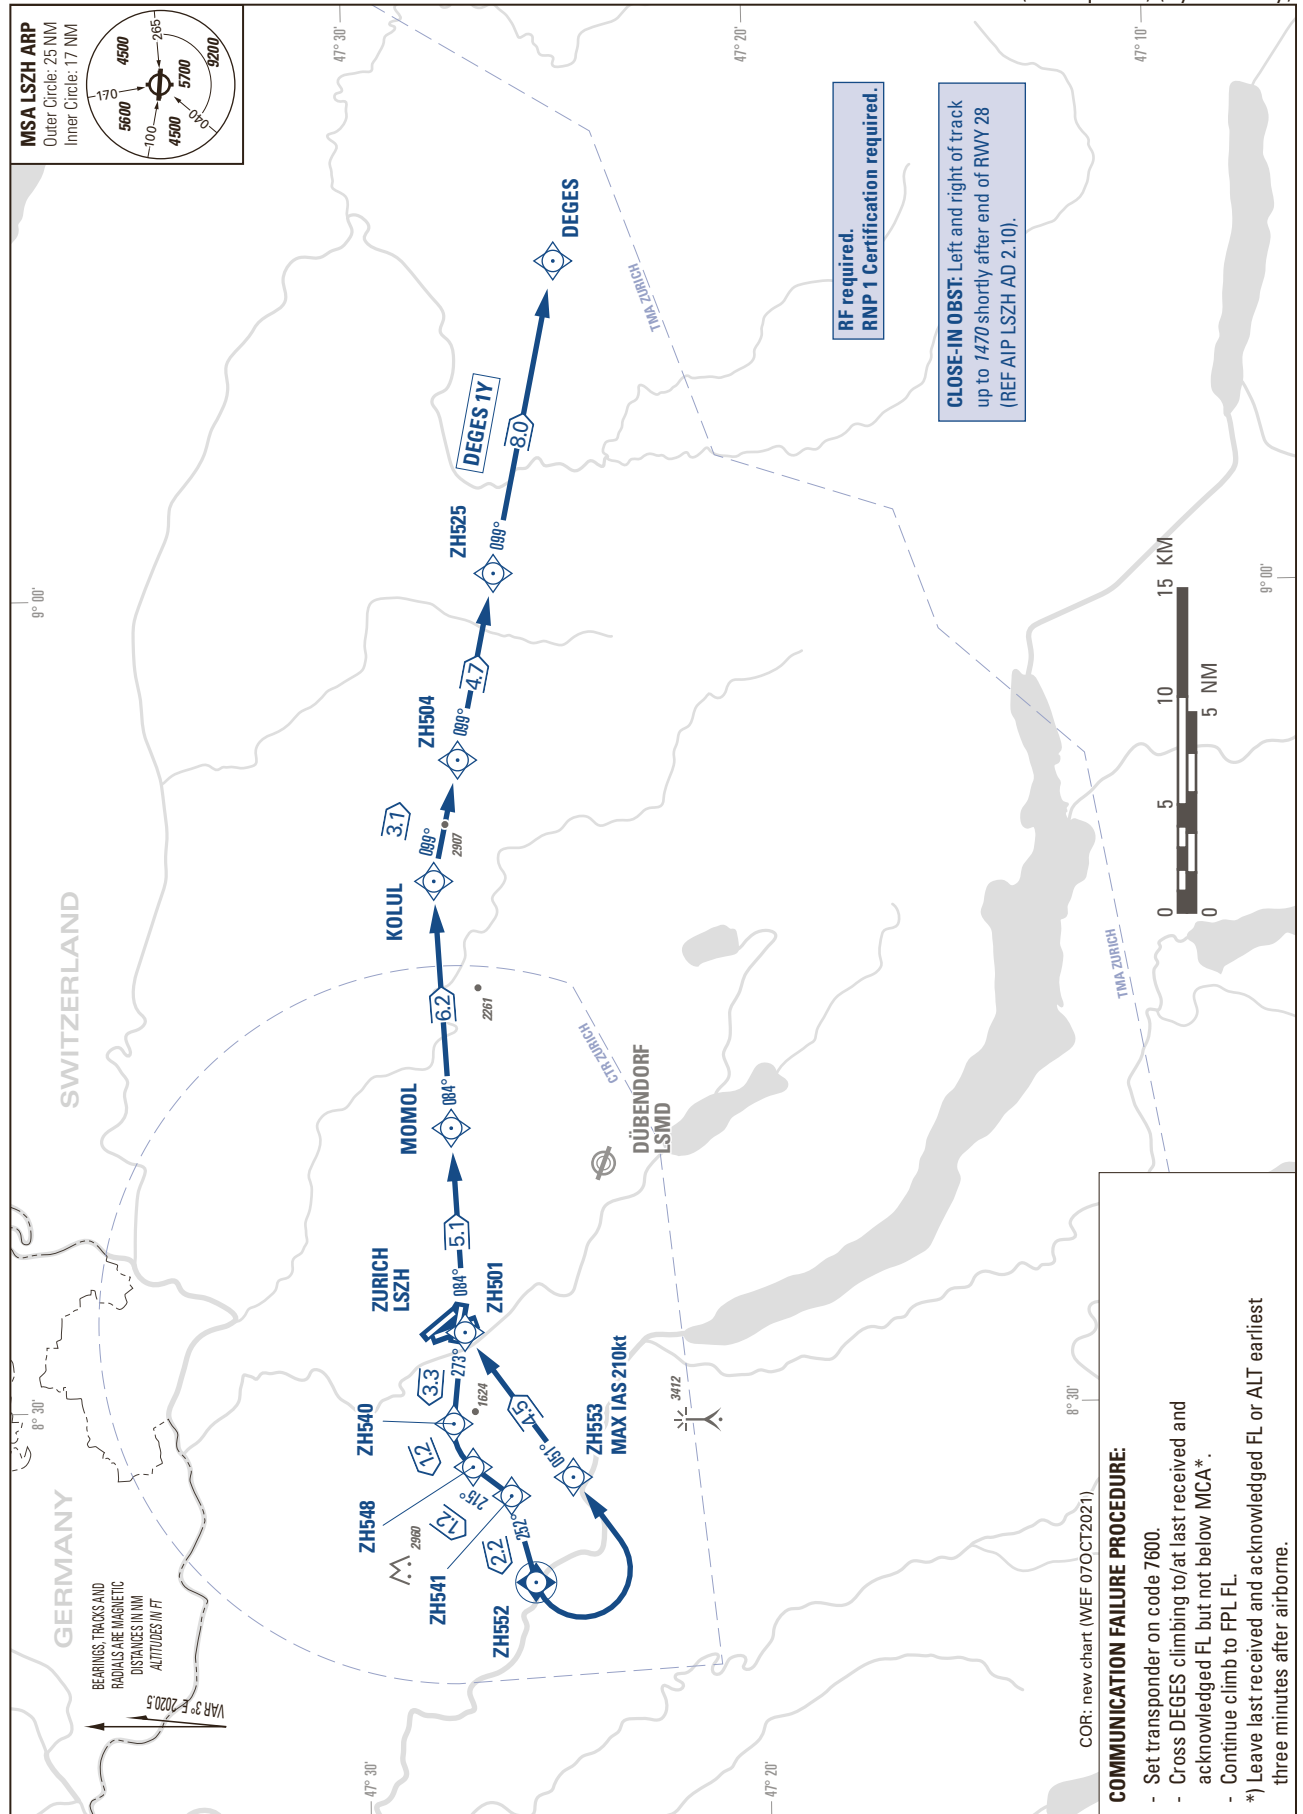 MSA LSZH ARP
Outer Circle: 25 NM
Inner Circle: 17 NM
170
265
100
040
4500
5600
5700
4500
9200
47° 30'
47° 20'
47° 10'
DEGES
TMA ZURICH
RF required.
RNP 1 Certification required.
CLOSE-IN OBST: Left and right of track
up to 1470 shortly after end of RWY 28
(REF AIP LSZH AD 2.10).
DEGES 1Y
8.0
ZH525
099°
9° 00'
9° 00'
4.7
ZH504
099°
3.1
099°
2907
KOLUL
SWITZERLAND
6.2
2261
084°
MOMOL
CTR ZURICH
DÜBENDORF
LSMD
TMA ZURICH
0 5 10 15 KM
0 5 NM
5.1
084°
ZURICH
LSZH
ZH501
273°
3.3
ZH540
1624
1.2
ZH548
215°
1.2
ZH541
252°
2.2
ZH552
2960
4.5
051°
ZH553
MAX IAS 210kt
3412
8° 30'
8° 30'
GERMANY
BEARINGS, TRACKS AND
RADIALS ARE MAGNETIC
DISTANCES IN NM
ALTITUDES IN FT
VAR 3° E 2020.5
47° 30'
47° 20'
COR: new chart (WEF 07OCT2021)
COMMUNICATION FAILURE PROCEDURE:
- Set transponder on code 7600.
- Cross DEGES climbing to/at last received and
acknowledged FL but not below MCA*.
- Continue climb to FPL FL.
*) Leave last received and acknowledged FL or ALT earliest
three minutes after airborne.